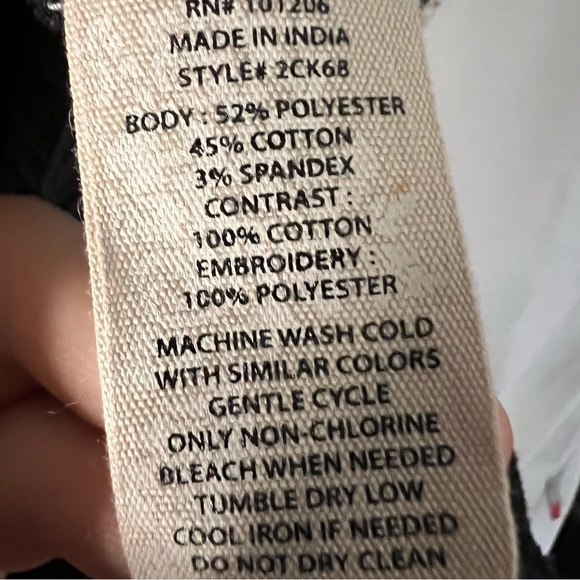 RN# 101206
MADE IN INDIA
STYLE# 2CK68
BODY : 52% POLYESTER
45% COTTON
3% SPANDEX
CONTRAST :
100% COTTON
EMBROIDERY :
100% POLYESTER
MACHINE WASH COLD
WITH SIMILAR COLORS
GENTLE CYCLE
ONLY NON-CHLORINE
BLEACH WHEN NEEDED
TUMBLE DRY LOW
COOL IRON IF NEEDED
DO NOT DRY CLEAN